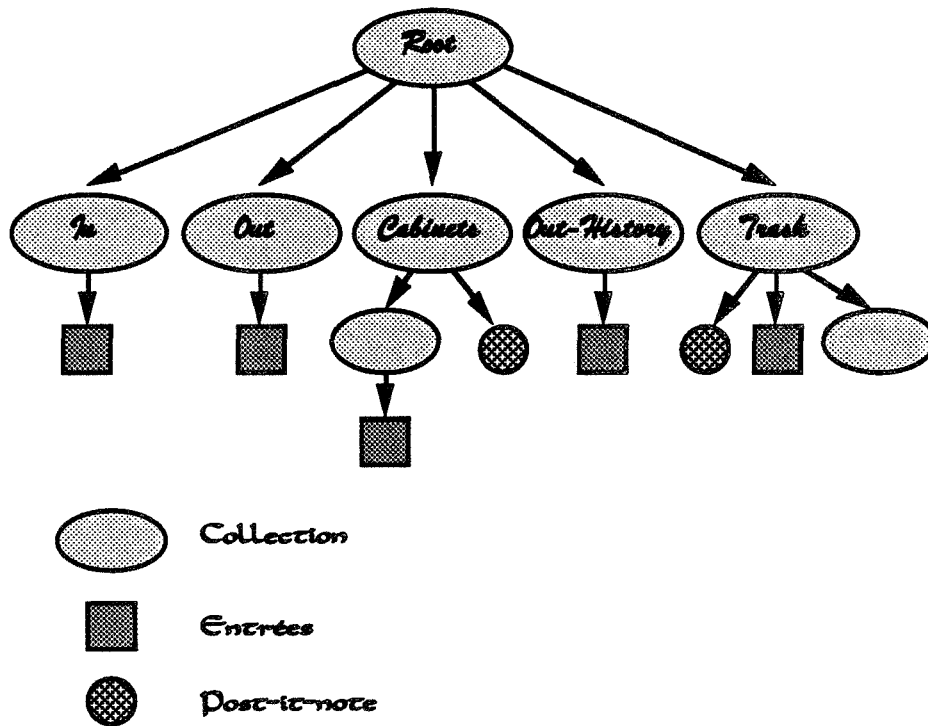 Root
In Out Cabinets Out-History Trash
Collection
Entrées
Post-it-note